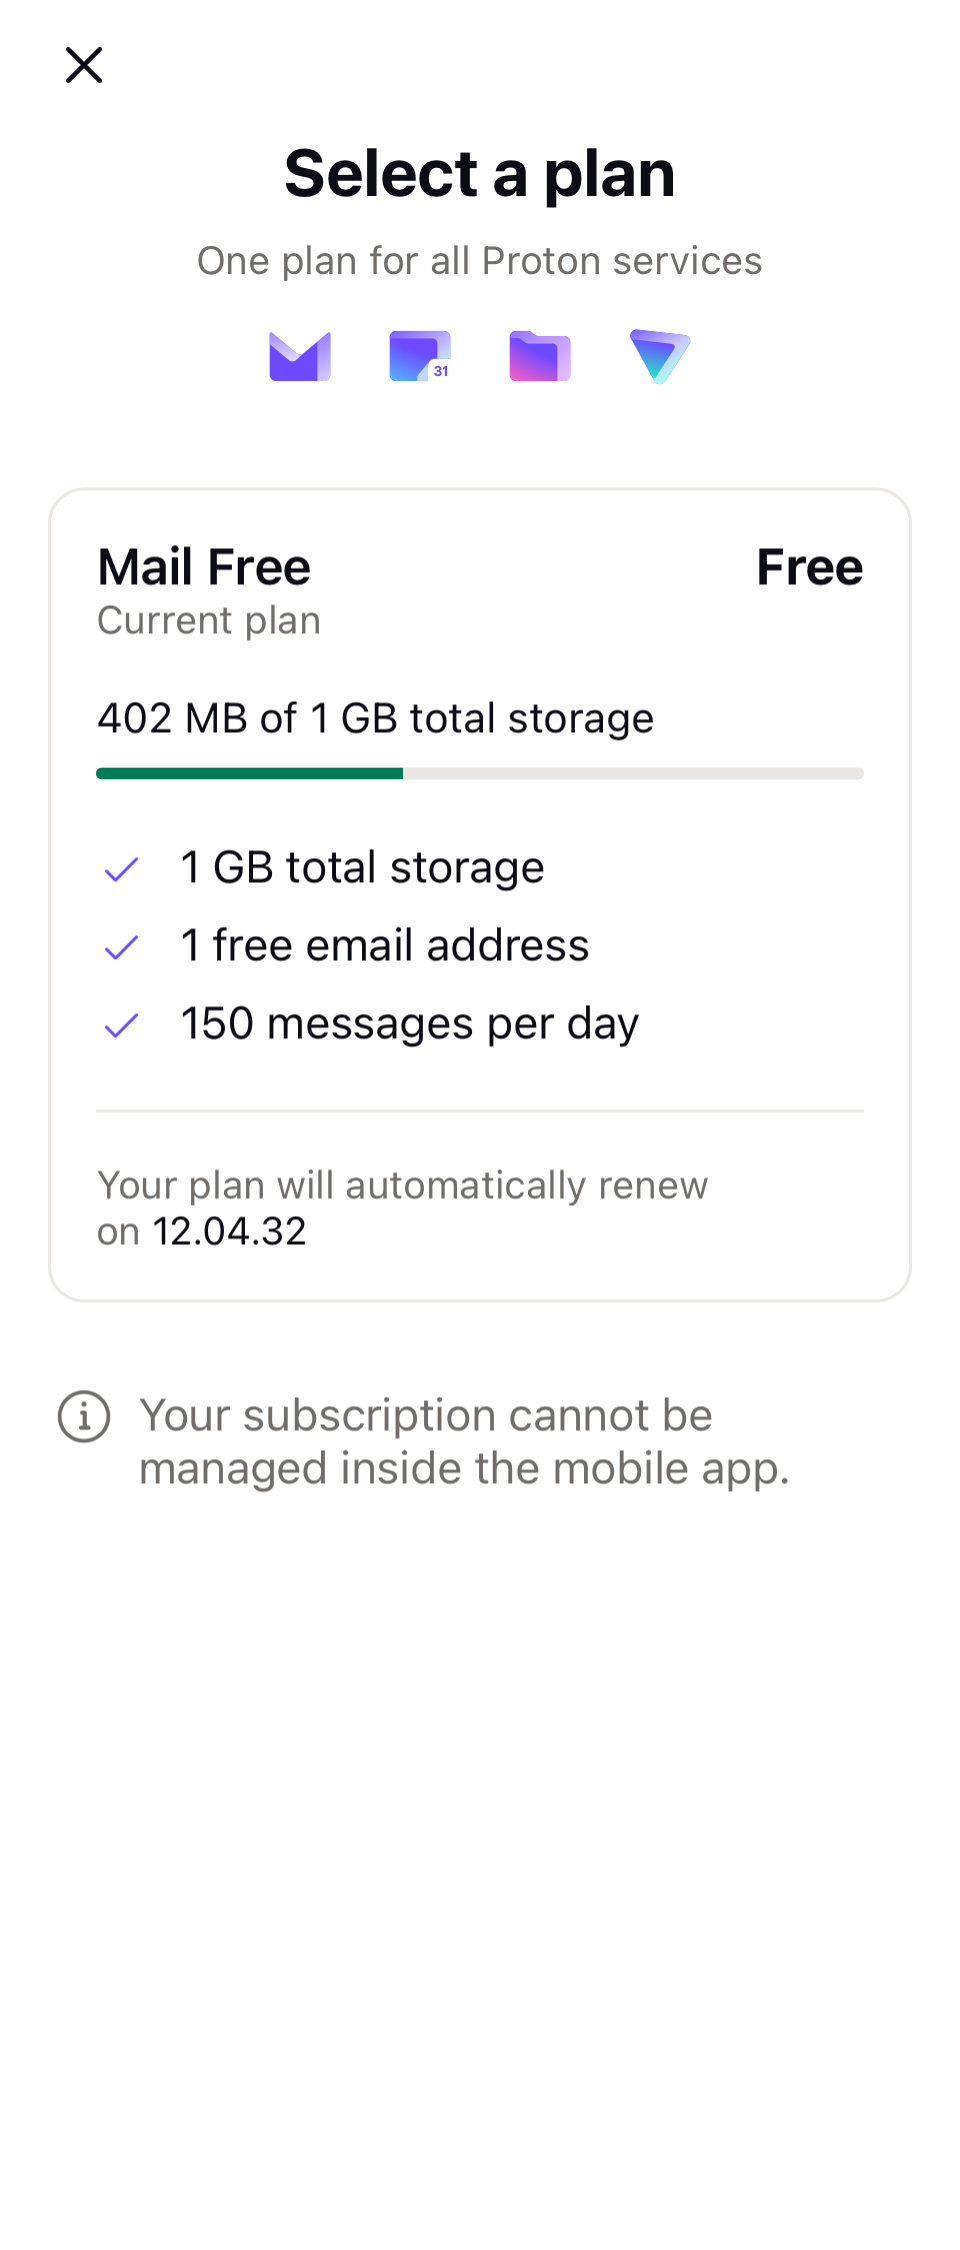 Select a plan
One plan for all Proton services
31
Mail Free
Free
Current plan
402 MB of 1 GB total storage
1 GB total storage
1 free email address
150 messages per day
Your plan will automatically renew
on 12.04.32
Your subscription cannot be
managed inside the mobile app.